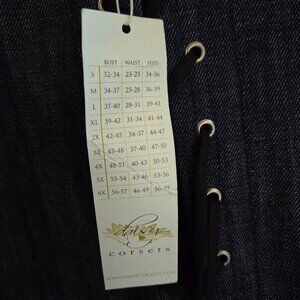 BUST WAIST HIPS
S 32-34 23-25 34-36
M 34-37 25-28 36-39
L 37-40 28-31 39-41
XL 39-42 31-34 41-44
2X 42-45 34-37 44-47
3X 45-48 37-40 47-50
4X 48-51 40-43 50-53
5X 53-54 43-46 53-56
6X 56-57 46-49 56-59
daisy
corsets
WWW.DAISYCORSETS.COM